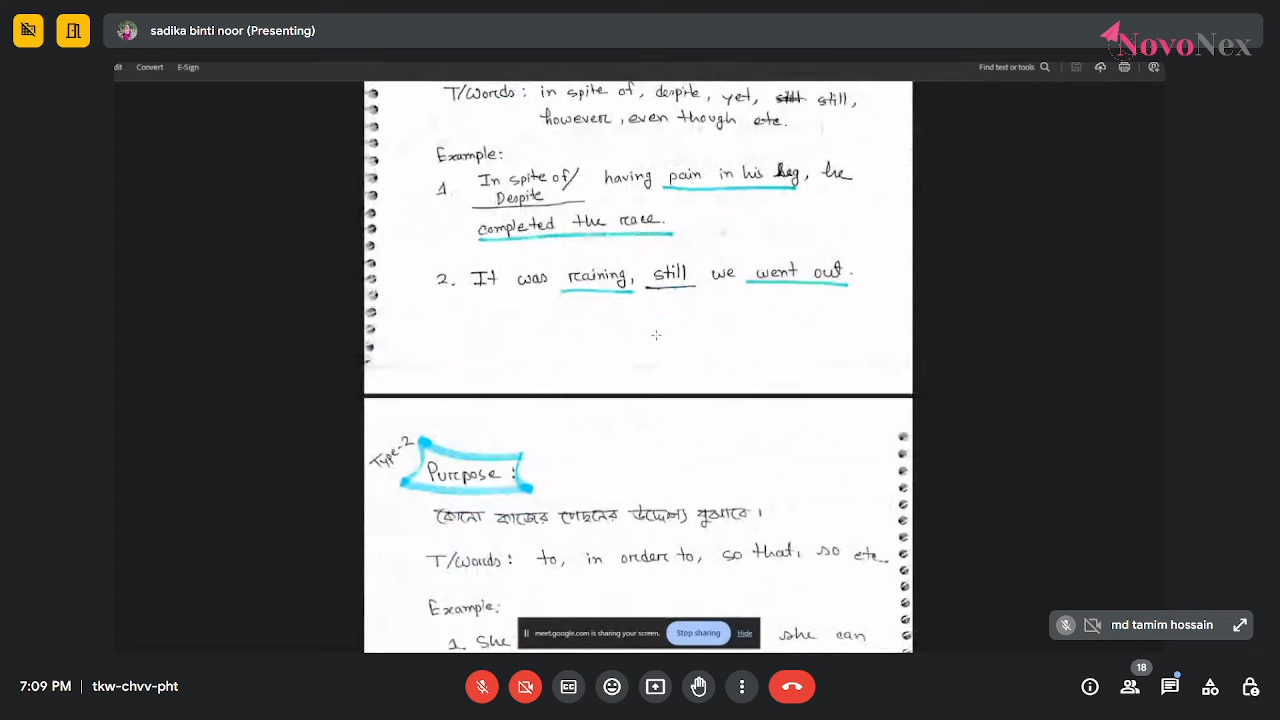 sadika binti noor (Presenting)
NovoNex
dit Convert E-Sign
Find text or tools
T/Words: in spite of, despite, yet, still,
however, even though etc.
Example:
1. In spite of/ Despite having pain in his leg, he
completed the race.
2. It was raining, still we went out.
Type-2
Purpose:
কোনো কাজের পেছনের উদ্দেশ্য বুঝাবে।
T/Words: to, in order to, so that, so etc.
Example:
1. She she can
meet.google.com is sharing your screen. Stop sharing Hide
md tamim hossain
7:09 PM tkw-chvv-pht
18